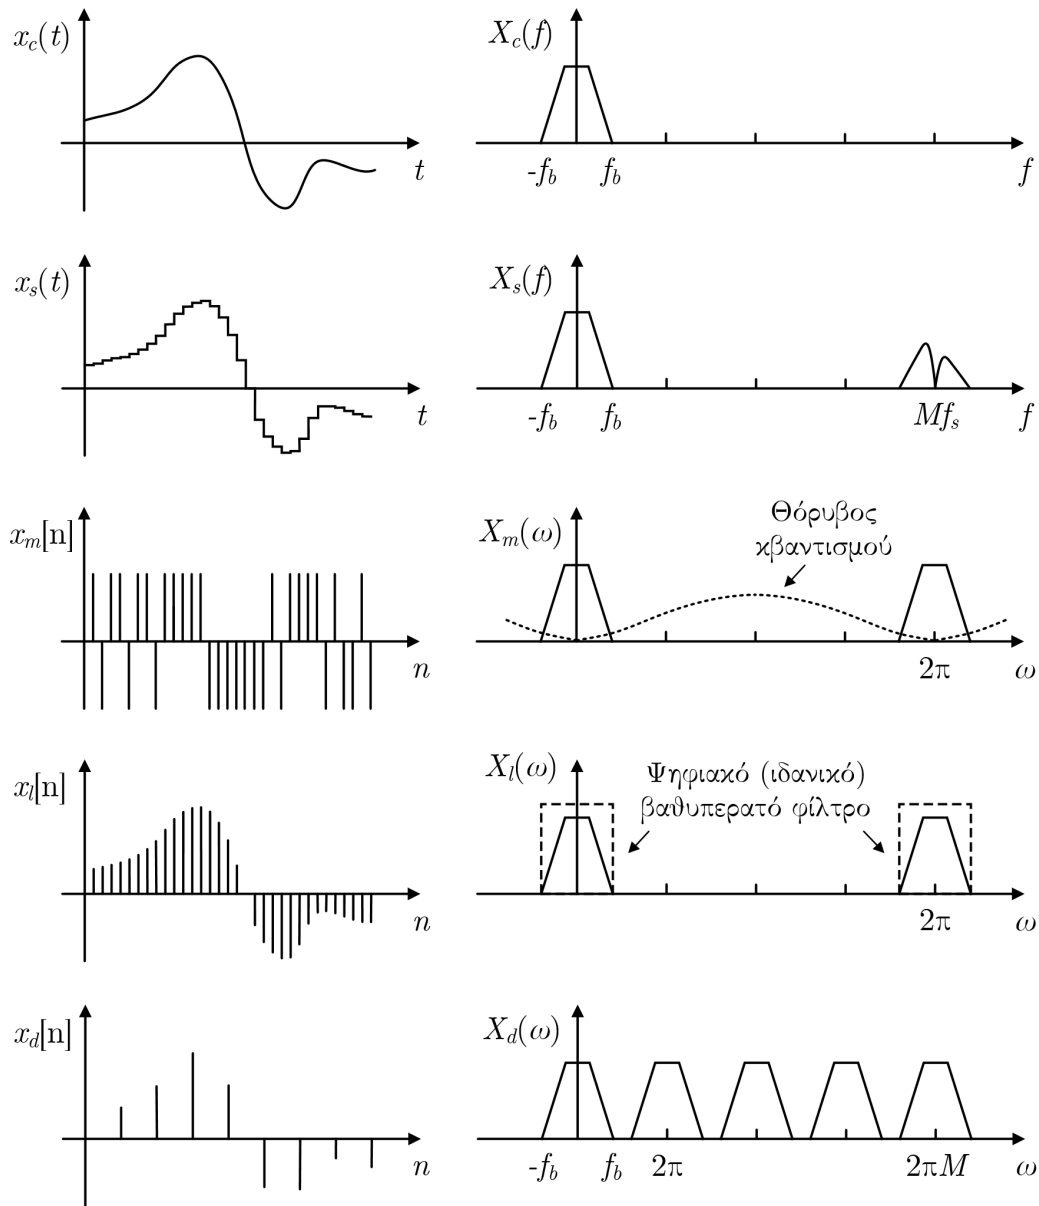 x_c(t)
t
X_c(f)
-f_b
f_b
f
x_s(t)
t
X_s(f)
-f_b
f_b
Mf_s
f
x_m[n]
n
X_m(ω)
Θόρυβος
κβαντισμού
2π
ω
x_l[n]
n
X_l(ω)
Ψηφιακό (ιδανικό)
βαθυπερατό φίλτρο
2π
ω
x_d[n]
n
X_d(ω)
-f_b
f_b
2π
2πM
ω